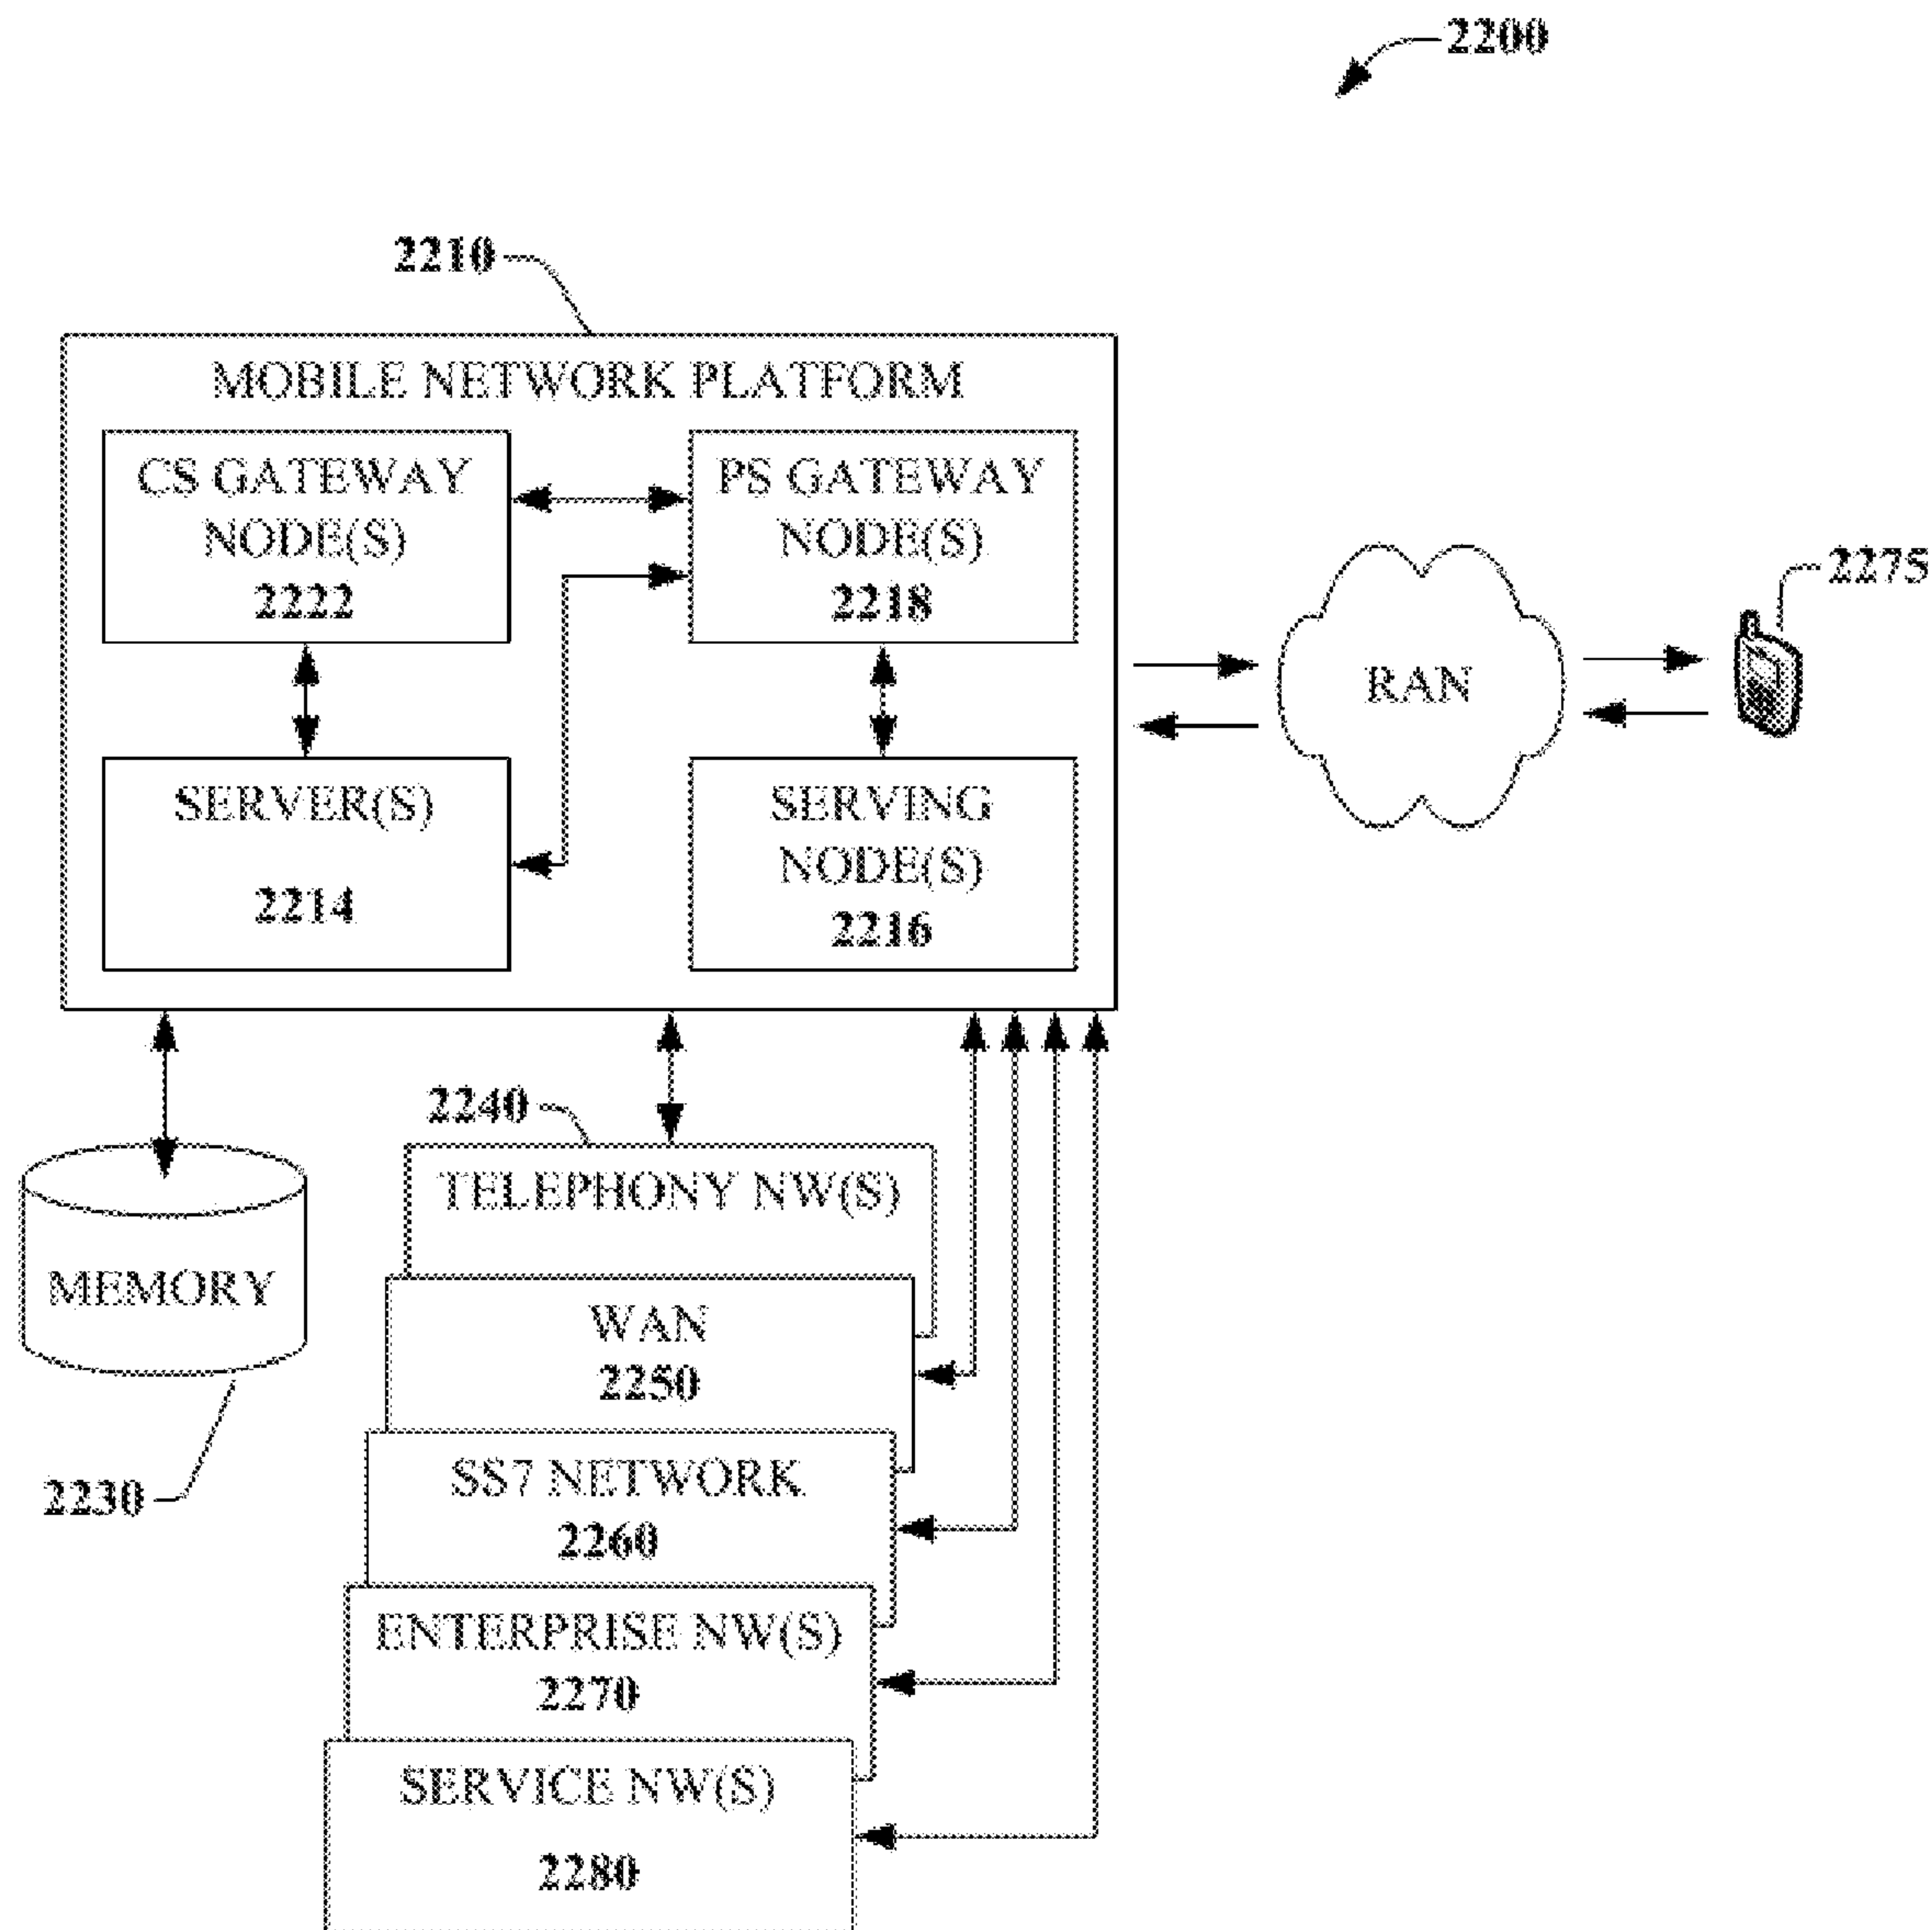 2200
2210
MOBILE NETWORK PLATFORM
CS GATEWAY
NODE(S)
2222
PS GATEWAY
NODE(S)
2218
SERVER(S)
2214
SERVING
NODE(S)
2216
RAN
2275
2240
TELEPHONY NW(S)
MEMORY
2230
WAN
2250
SS7 NETWORK
2260
ENTERPRISE NW(S)
2270
SERVICE NW(S)
2280